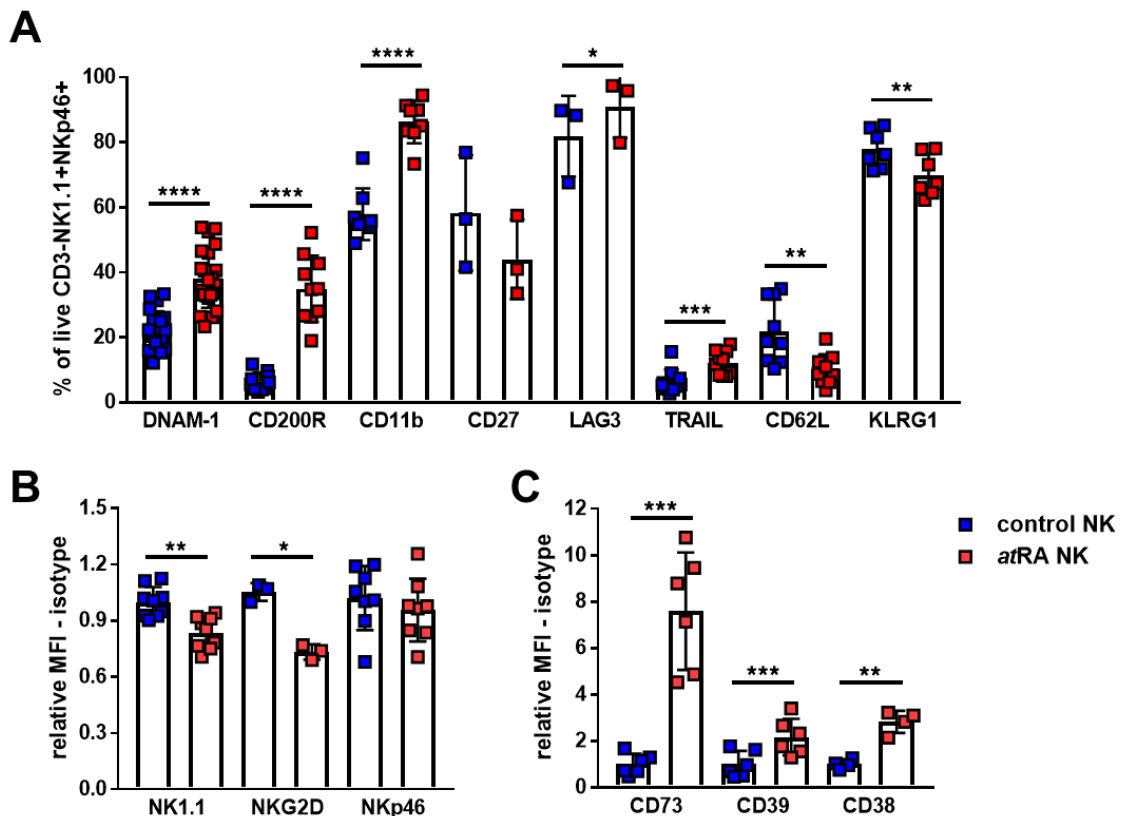 A
% of live CD3-NK1.1+NKp46+
100
80
60
40
20
0
**** **** **** * *** ** **
DNAM-1 CD200R CD11b CD27 LAG3 TRAIL CD62L KLRG1
B
relative MFI - isotype
1.5
1.2
0.9
0.6
0.3
0.0
** *
NK1.1 NKG2D NKp46
C
relative MFI - isotype
12
10
8
6
4
2
0
*** *** **
CD73 CD39 CD38
control NK
atRA NK